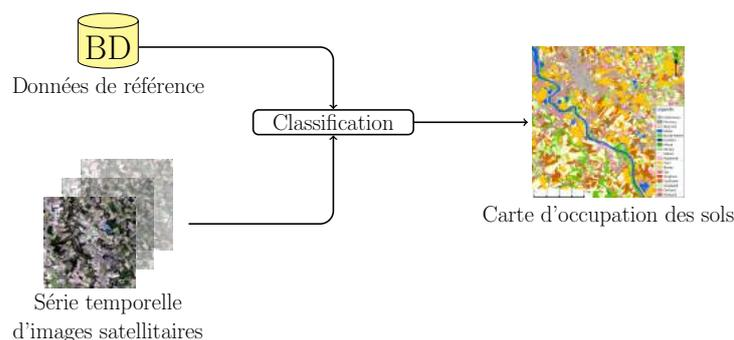 BD
Données de référence
Classification
Carte d'occupation des sols
Série temporelle
d'images satellitaires